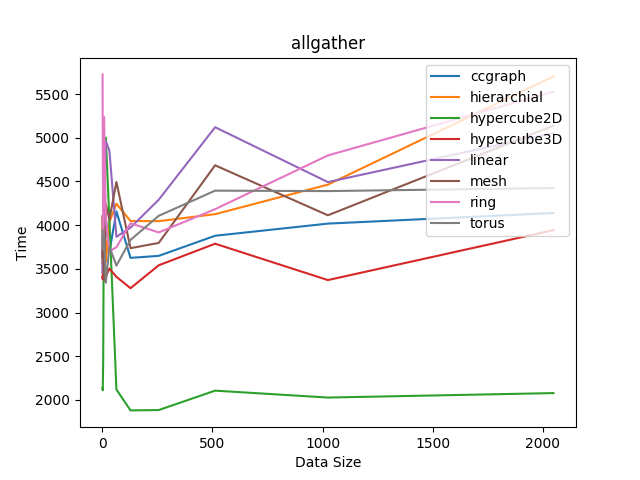 allgather
ccgraph
hierarchial
hypercube2D
hypercube3D
linear
mesh
ring
torus
5500
5000
4500
4000
3500
3000
2500
2000
Time
0
500
1000
1500
2000
Data Size